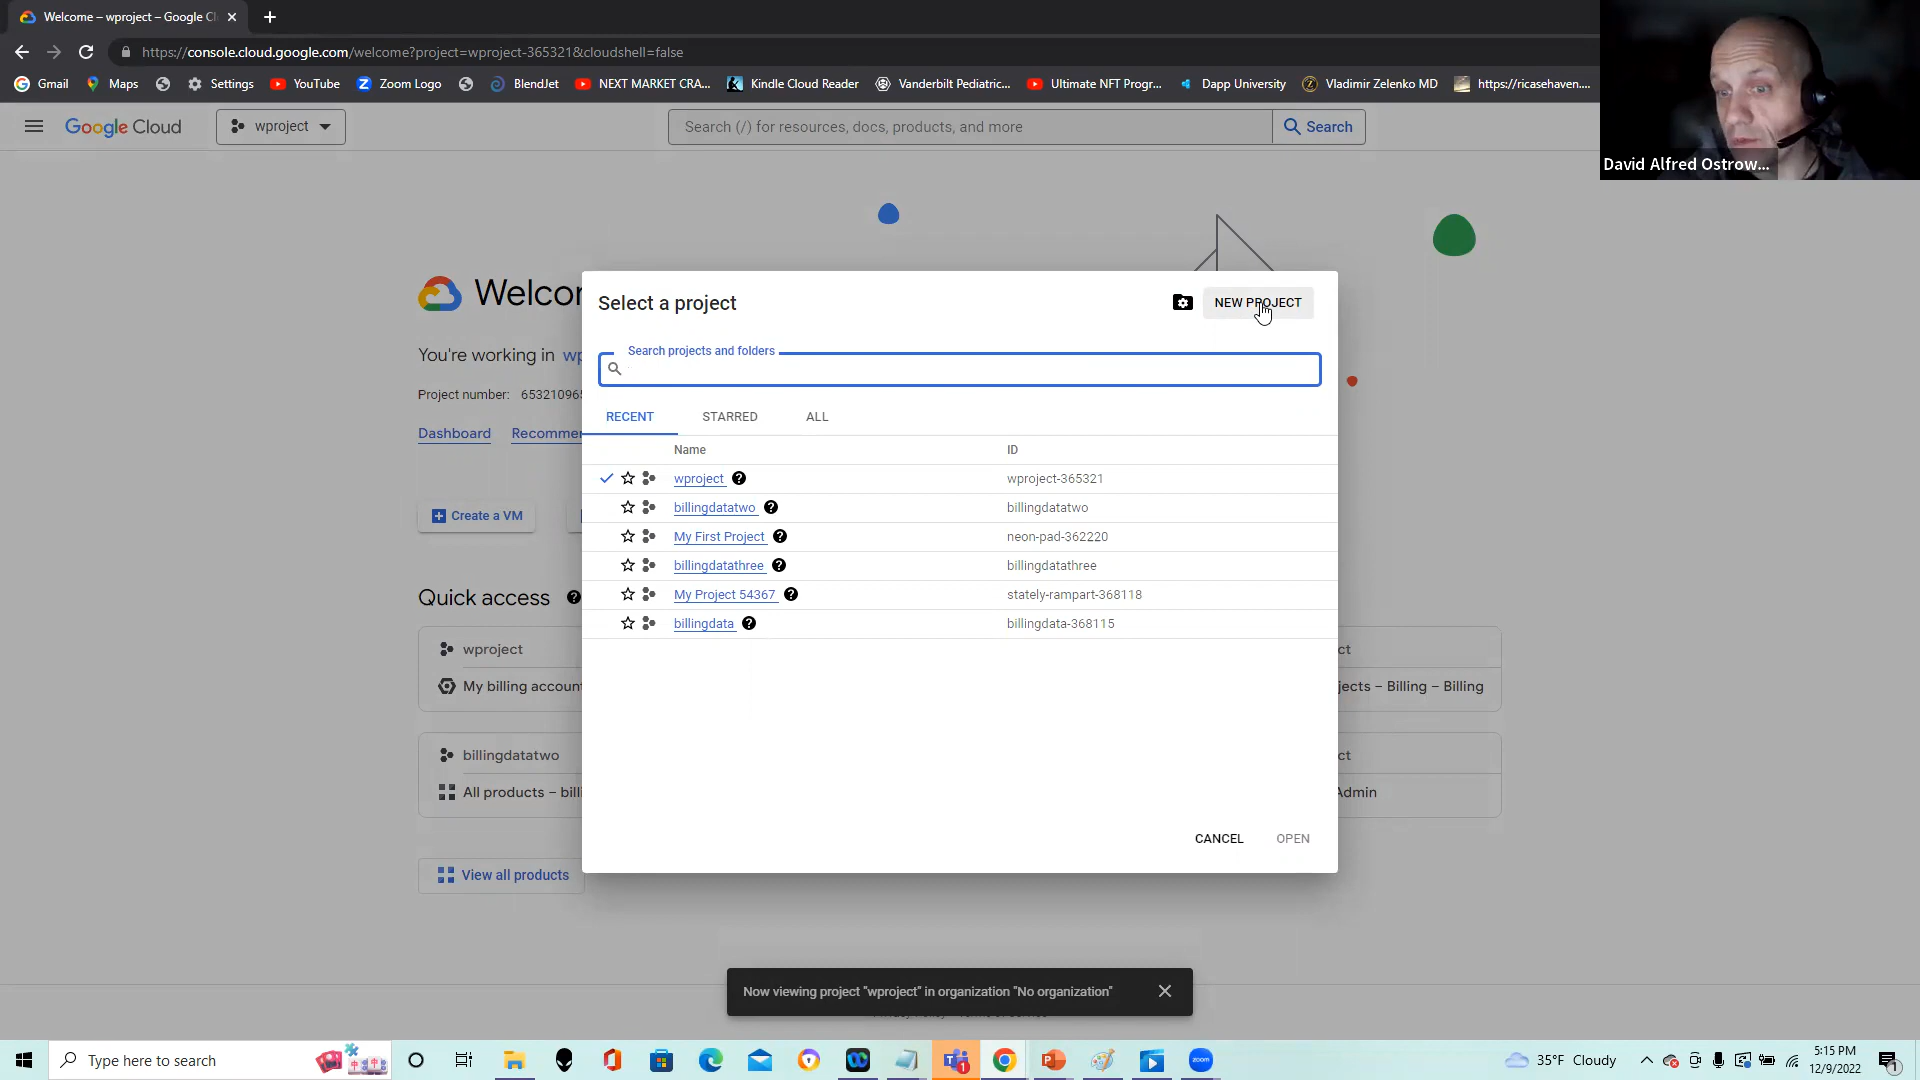 Welcome – wproject – Google Cl
https://console.cloud.google.com/welcome?project=wproject-365321&cloudshell=false
Gmail Maps Settings YouTube Zoom Logo BlendJet NEXT MARKET CRA... Kindle Cloud Reader Vanderbilt Pediatric... Ultimate NFT Progr... Dapp University Vladimir Zelenko MD https://ricasehaven....
Google Cloud wproject Search (/) for resources, docs, products, and more Search
David Alfred Ostrow...
Welcor
You're working in wp
Project number: 65321096
Dashboard Recommer
Create a VM
Quick access
wproject
My billing account
billingdatatwo
All products – billi
View all products
Select a project NEW PROJECT
Search projects and folders
RECENT STARRED ALL
Name ID
wproject wproject-365321
billingdatatwo billingdatatwo
My First Project neon-pad-362220
billingdatathree billingdatathree
My Project 54367 stately-rampart-368118
billingdata billingdata-368115
CANCEL OPEN
ct
jects – Billing – Billing
ct
Admin
Now viewing project "wproject" in organization "No organization"
Type here to search
zoom
35°F Cloudy
5:15 PM
12/9/2022